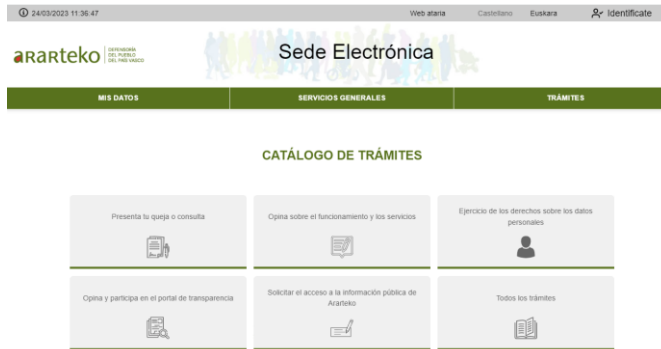 24/03/2023 11:36:47
Web ataria
Castellano
Euskara
Identifícate
aRaRteko
DEFENSORÍA
DEL PUEBLO
DEL PAÍS VASCO
Sede Electrónica
MIS DATOS
SERVICIOS GENERALES
TRÁMITES
CATÁLOGO DE TRÁMITES
Presenta tu queja o consulta
Opina sobre el funcionamiento y los servicios
Ejercicio de los derechos sobre los datos
personales
Opina y participa en el portal de transparencia
Solicitar el acceso a la información pública de
Ararteko
Todos los trámites